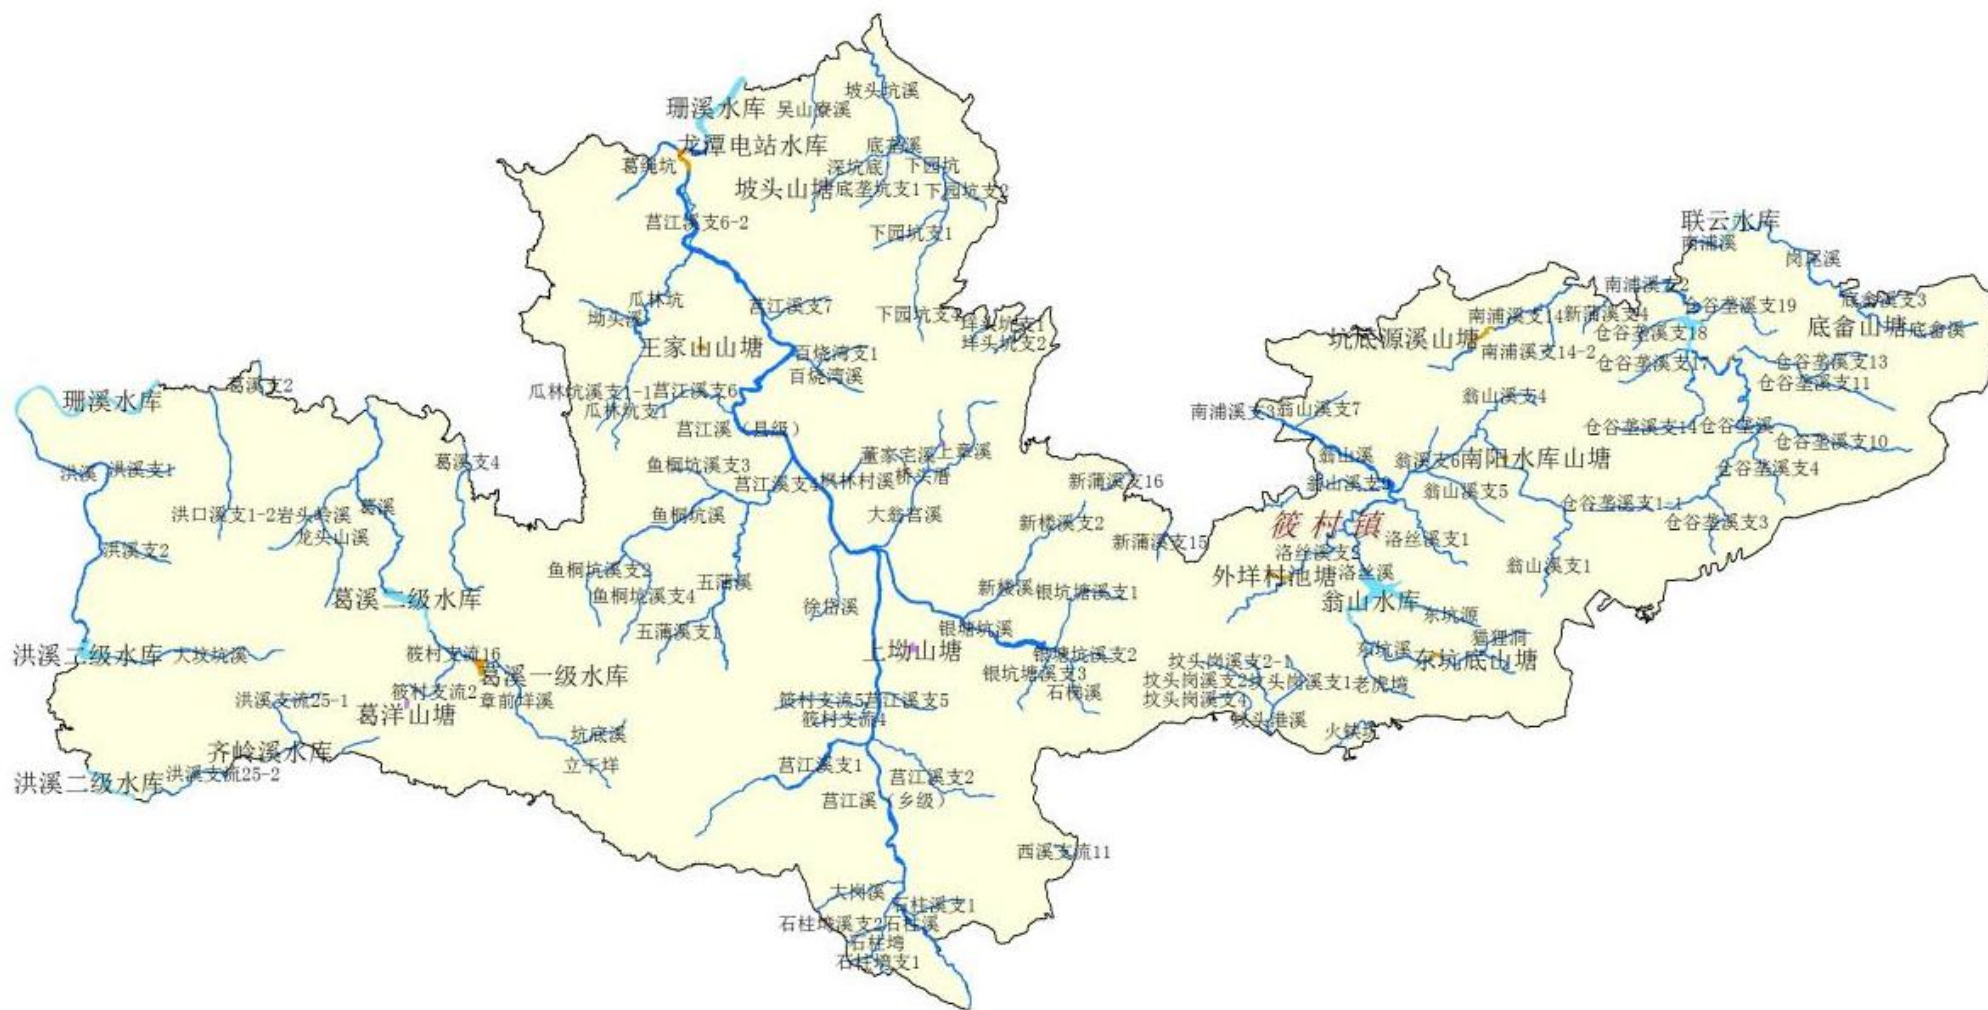 坡头坑溪
珊溪水库
吴山寮溪
龙潭电站水库
底垄溪
葛绳坑
深坑底
下园坑
坡头山塘
底垄坑支1
下园坑支2
莒江溪支6-2
下园坑支1
联云水库
南浦溪
岗尾溪
瓜林坑
莒江溪支7
坳头溪
下园坑支4
垟头坑支1
垟头坑支2
南浦溪支2
底畲溪支3
仓谷垄溪支19
南浦溪支14
新蒲溪支4
底畲山塘
底畲溪
仓谷垄溪支18
坑底源溪山塘
王家山山塘
百烧湾支1
南浦溪支14-2
仓谷垄溪支17
仓谷垄溪支13
百烧湾溪
仓谷垄溪支11
葛溪支2
瓜林坑溪支1-1
莒江溪支6
翁山溪支4
珊溪水库
瓜林坑支1
南浦溪支3
翁山溪支7
莒江溪（县级）
仓谷垄溪支14
仓谷垄溪
仓谷垄溪支10
董家宅溪
上章溪
翁山溪
翁溪支6
南阳水库山塘
葛溪支4
鱼桐坑溪支3
洪溪
洪溪支1
仓谷垄溪支4
枫林村溪
桥头厝
新蒲溪支16
翁山溪支5
仓谷垄溪支1-1
葛溪
洪口溪支1-2
岩头岭溪
鱼桐坑溪
大翁宫溪
新楼溪支2
筱村镇
仓谷垄溪支3
龙头山溪
洛丝溪支1
新蒲溪支15
洪溪支2
洛丝溪支2
翁山溪支1
鱼桐坑溪支2
五蒲溪
外垟村池塘
洛丝溪
新楼溪
银坑塘溪支1
葛溪二级水库
鱼桐坑溪支4
徐岱溪
翁山水库
东坑源
五蒲溪支1
银塘坑溪
猫狸洞
洪溪二级水库
大坟坑溪
筱村支流16
上坳山塘
银塘坑溪支2
东坑溪
东坑底山塘
坟头岗溪支2-1
葛溪一级水库
银坑塘溪支3
坟头岗溪支2
坟头岗溪支1
老虎塆
筱村支流2
石梯溪
洪溪支流25-1
章前垟溪
筱村支流5
莒江溪支5
坟头岗溪支4
葛洋山塘
筱村支流4
坑底溪
齐岭溪水库
立干垟
莒江溪支1
莒江溪支2
洪溪二级水库
洪溪支流25-2
莒江溪（乡级）
西溪支流11
大岗溪
石柱溪支1
石柱塆溪支2
石柱溪
石柱塆
石柱塆支1